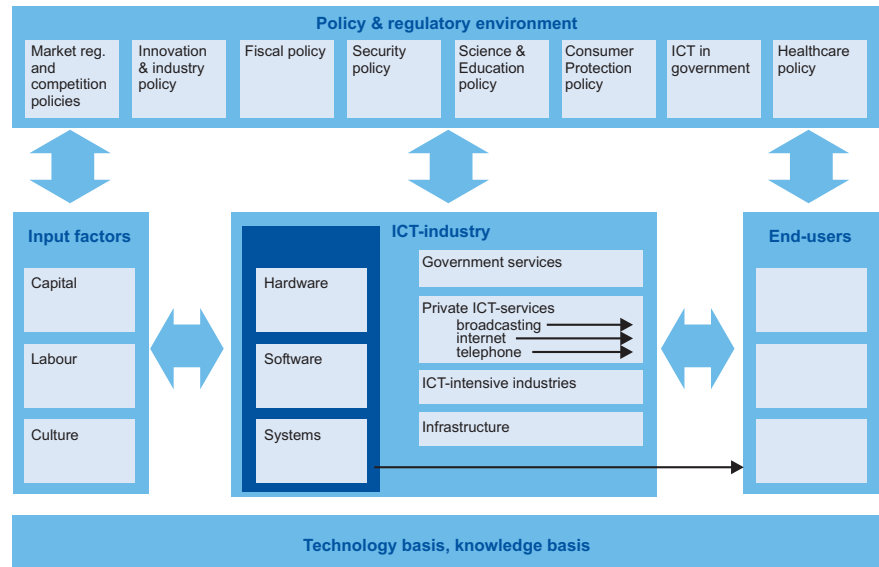 Policy & regulatory environment
Market reg.
and
competition
policies
Innovation
& industry
policy
Fiscal policy
Security
policy
Science &
Education
policy
Consumer
Protection
policy
ICT in
government
Healthcare
policy
Input factors
Capital
Labour
Culture
ICT-industry
Hardware
Software
Systems
Government services
Private ICT-services
broadcasting
internet
telephone
ICT-intensive industries
Infrastructure
End-users
Technology basis, knowledge basis